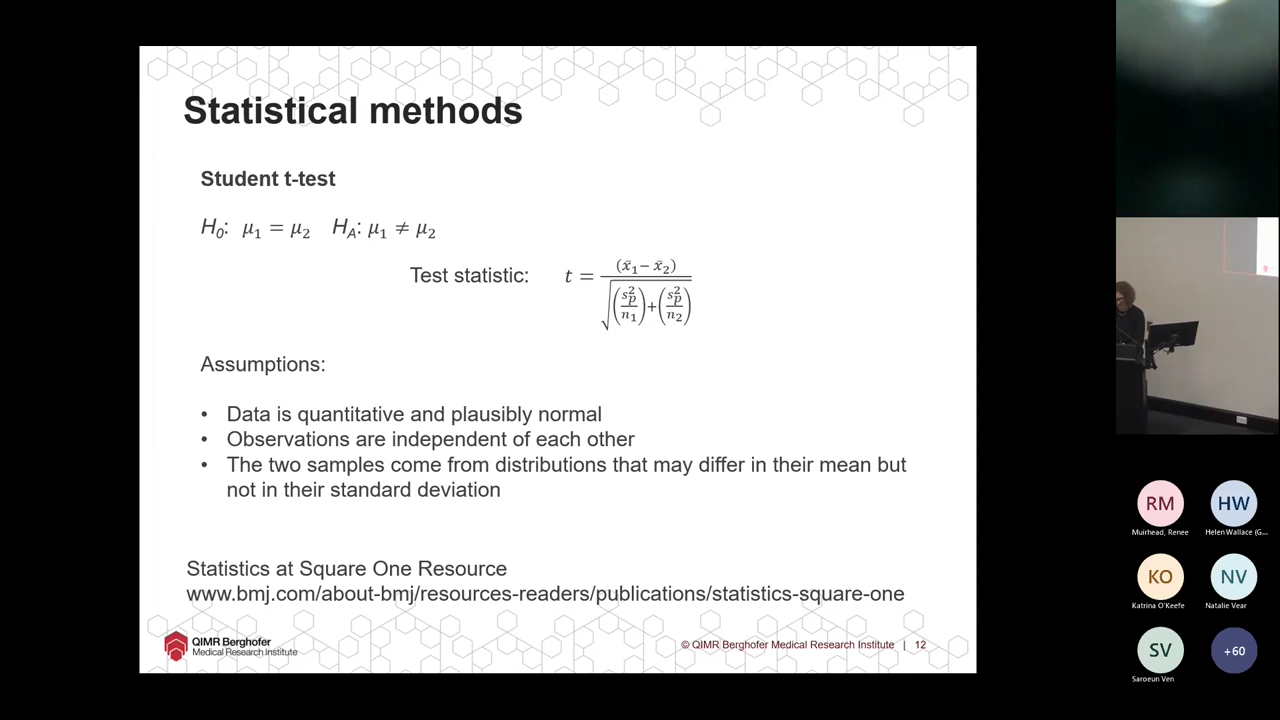 Statistical methods
Student t-test
H₀: μ₁ = μ₂ Hₐ: μ₁ ≠ μ₂
Test statistic: t = (x̄₁− x̄₂) / √((s²ₚ/n₁)+(s²ₚ/n₂))
Assumptions:
• Data is quantitative and plausibly normal
• Observations are independent of each other
• The two samples come from distributions that may differ in their mean but
not in their standard deviation
Statistics at Square One Resource
www.bmj.com/about-bmj/resources-readers/publications/statistics-square-one
QIMR Berghofer
Medical Research Institute
© QIMR Berghofer Medical Research Institute | 12
RM
Muirhead, Renee
HW
Helen Wallace (G...
KO
Katrina O'Keefe
NV
Natalie Vear
SV
Saroeun Ven
+60